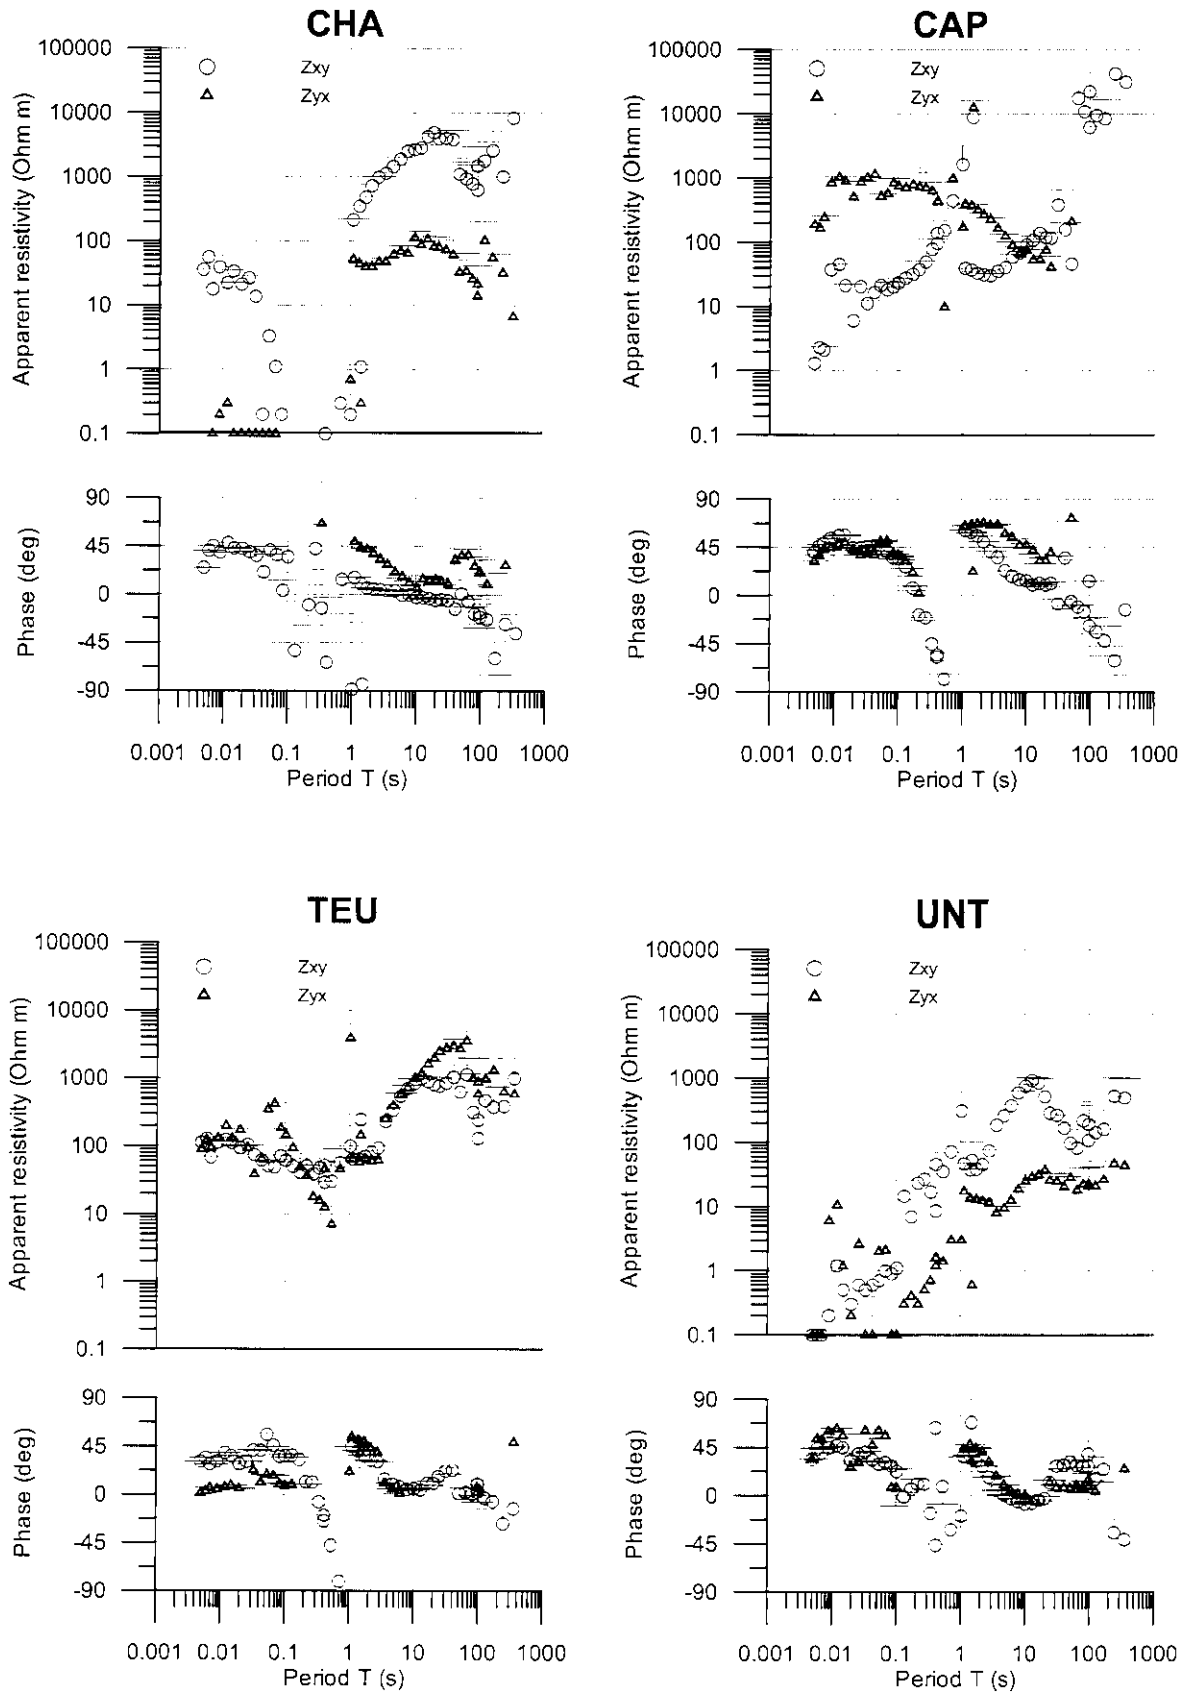 CHA
Apparent resistivity (Ohm m)
100000
10000
1000
100
10
1
0.1
Zxy
Zyx
Phase (deg)
90
45
0
-45
-90
0.001 0.01 0.1 1 10 100 1000
Period T (s)
CAP
Apparent resistivity (Ohm m)
100000
10000
1000
100
10
1
0.1
Zxy
Zyx
Phase (deg)
90
45
0
-45
-90
0.001 0.01 0.1 1 10 100 1000
Period T (s)
TEU
Apparent resistivity (Ohm m)
100000
10000
1000
100
10
1
0.1
Zxy
Zyx
Phase (deg)
90
45
0
-45
-90
0.001 0.01 0.1 1 10 100 1000
Period T (s)
UNT
Apparent resistivity (Ohm m)
100000
10000
1000
100
10
1
0.1
Zxy
Zyx
Phase (deg)
90
45
0
-45
-90
0.001 0.01 0.1 1 10 100 1000
Period T (s)